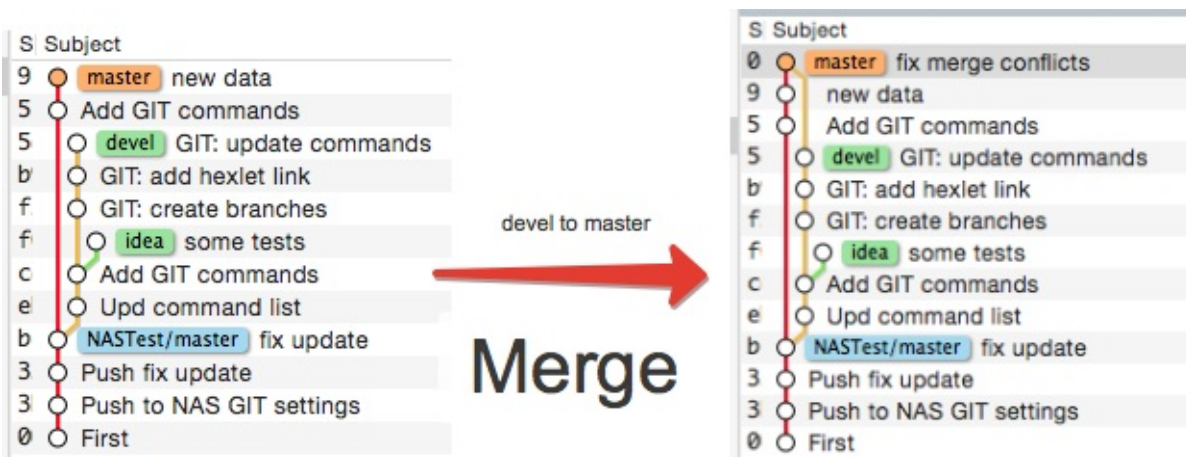 S Subject
9 master new data
5 Add GIT commands
5 devel GIT: update commands
b GIT: add hexlet link
f GIT: create branches
f idea some tests
c Add GIT commands
e Upd command list
b NASTest/master fix update
3 Push fix update
3 Push to NAS GIT settings
0 First
devel to master
Merge
S Subject
0 master fix merge conflicts
9 new data
5 Add GIT commands
5 devel GIT: update commands
b GIT: add hexlet link
f GIT: create branches
f idea some tests
c Add GIT commands
e Upd command list
b NASTest/master fix update
3 Push fix update
3 Push to NAS GIT settings
0 First